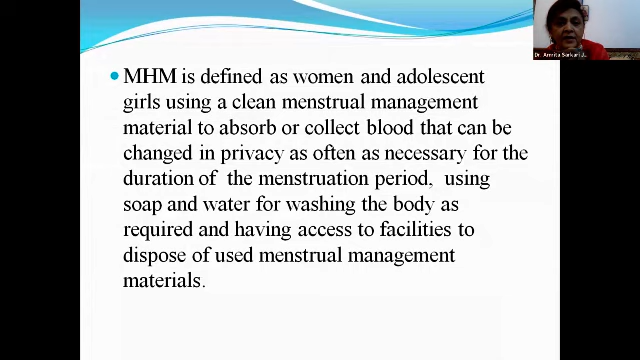 Dr. Amrita Sarkari J...
MHM is defined as women and adolescent
girls using a clean menstrual management
material to absorb or collect blood that can be
changed in privacy as often as necessary for the
duration of the menstruation period, using
soap and water for washing the body as
required and having access to facilities to
dispose of used menstrual management
materials.